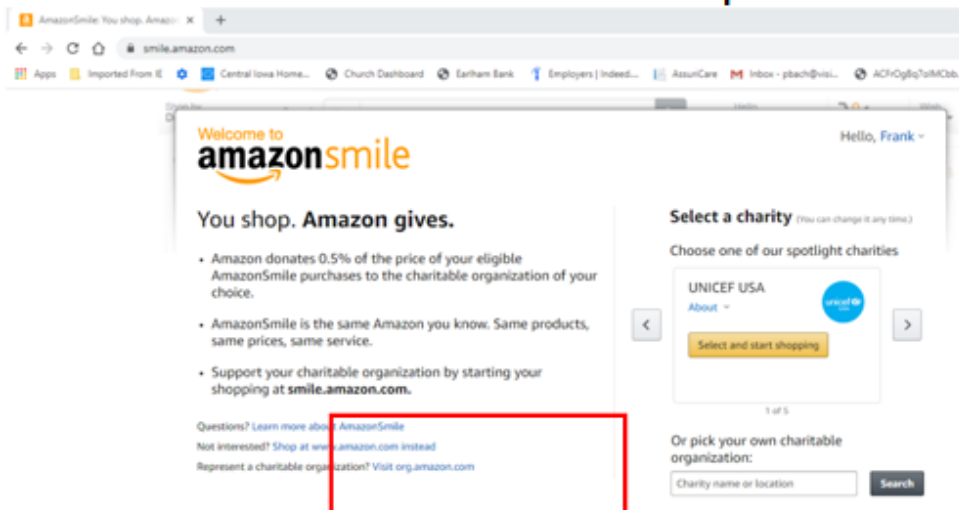 AmazonSmile: You shop. Amazon
smile.amazon.com
Apps Imported From IE Central Iowa Home... Church Dashboard Earlham Bank Employers | Indeed... AssuriCare Inbox - pbach@visi...
Welcome to
amazonsmile
Hello, Frank
You shop. Amazon gives.
• Amazon donates 0.5% of the price of your eligible
AmazonSmile purchases to the charitable organization of your
choice.
• AmazonSmile is the same Amazon you know. Same products,
same prices, same service.
• Support your charitable organization by starting your
shopping at smile.amazon.com.
Questions? Learn more about AmazonSmile
Not interested? Shop at www.amazon.com instead
Represent a charitable organization? Visit org.amazon.com
Select a charity (You can change it any time.)
Choose one of our spotlight charities
UNICEF USA
About
unicef
Select and start shopping
1 of 5
Or pick your own charitable
organization:
Charity name or location
Search